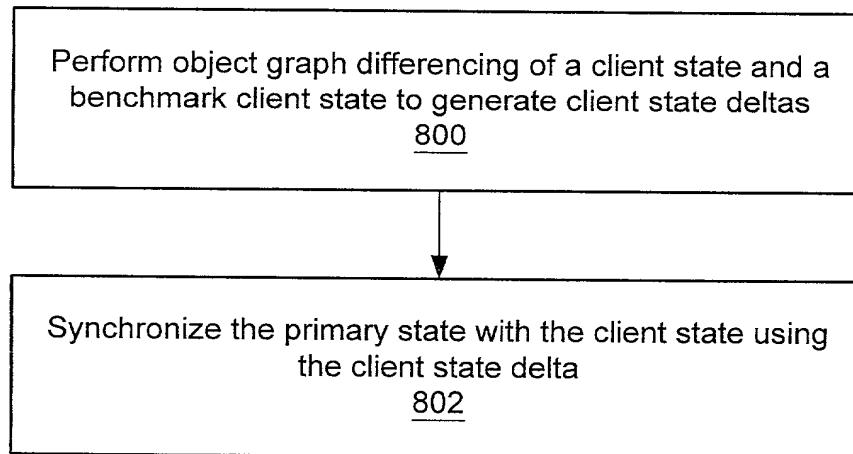 Perform object graph differencing of a client state and a
benchmark client state to generate client state deltas
800
Synchronize the primary state with the client state using
the client state delta
802